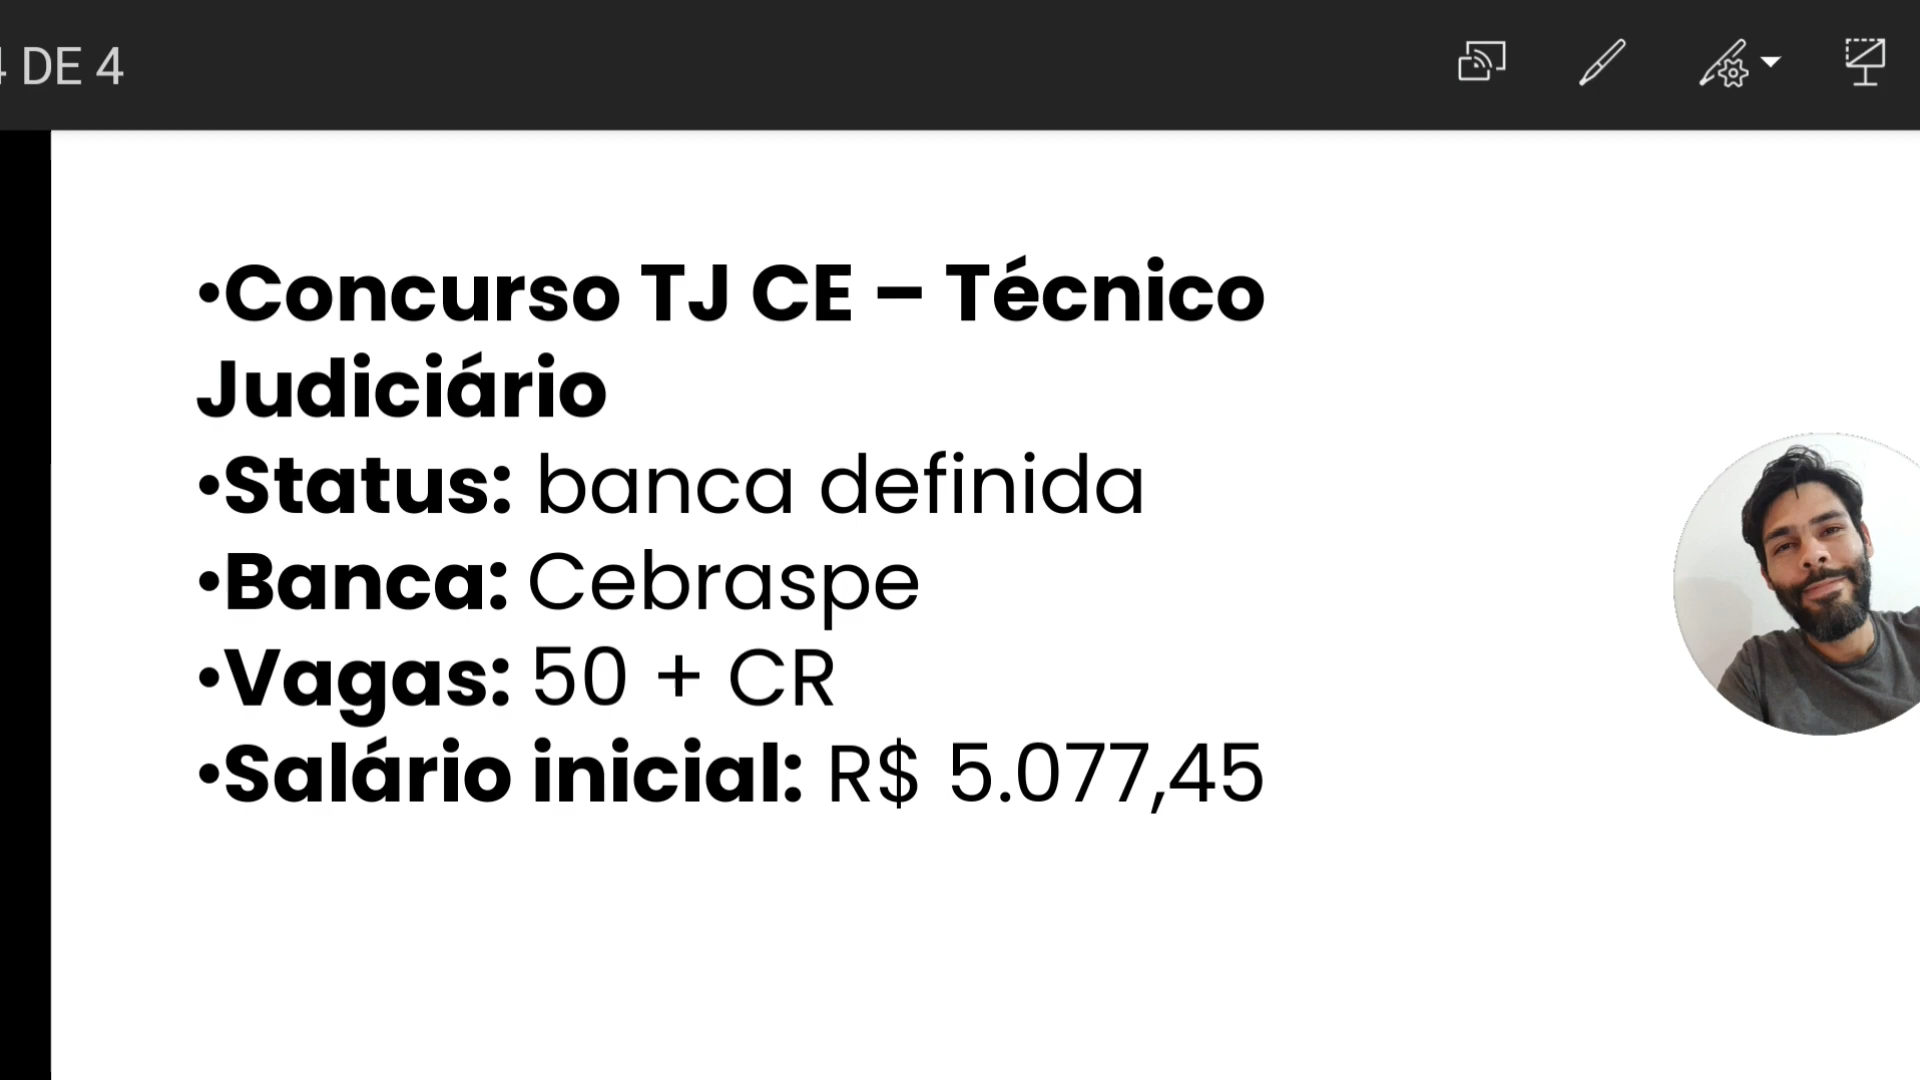 DE 4
•Concurso TJ CE – Técnico
Judiciário
•Status: banca definida
•Banca: Cebraspe
•Vagas: 50 + CR
•Salário inicial: R$ 5.077,45